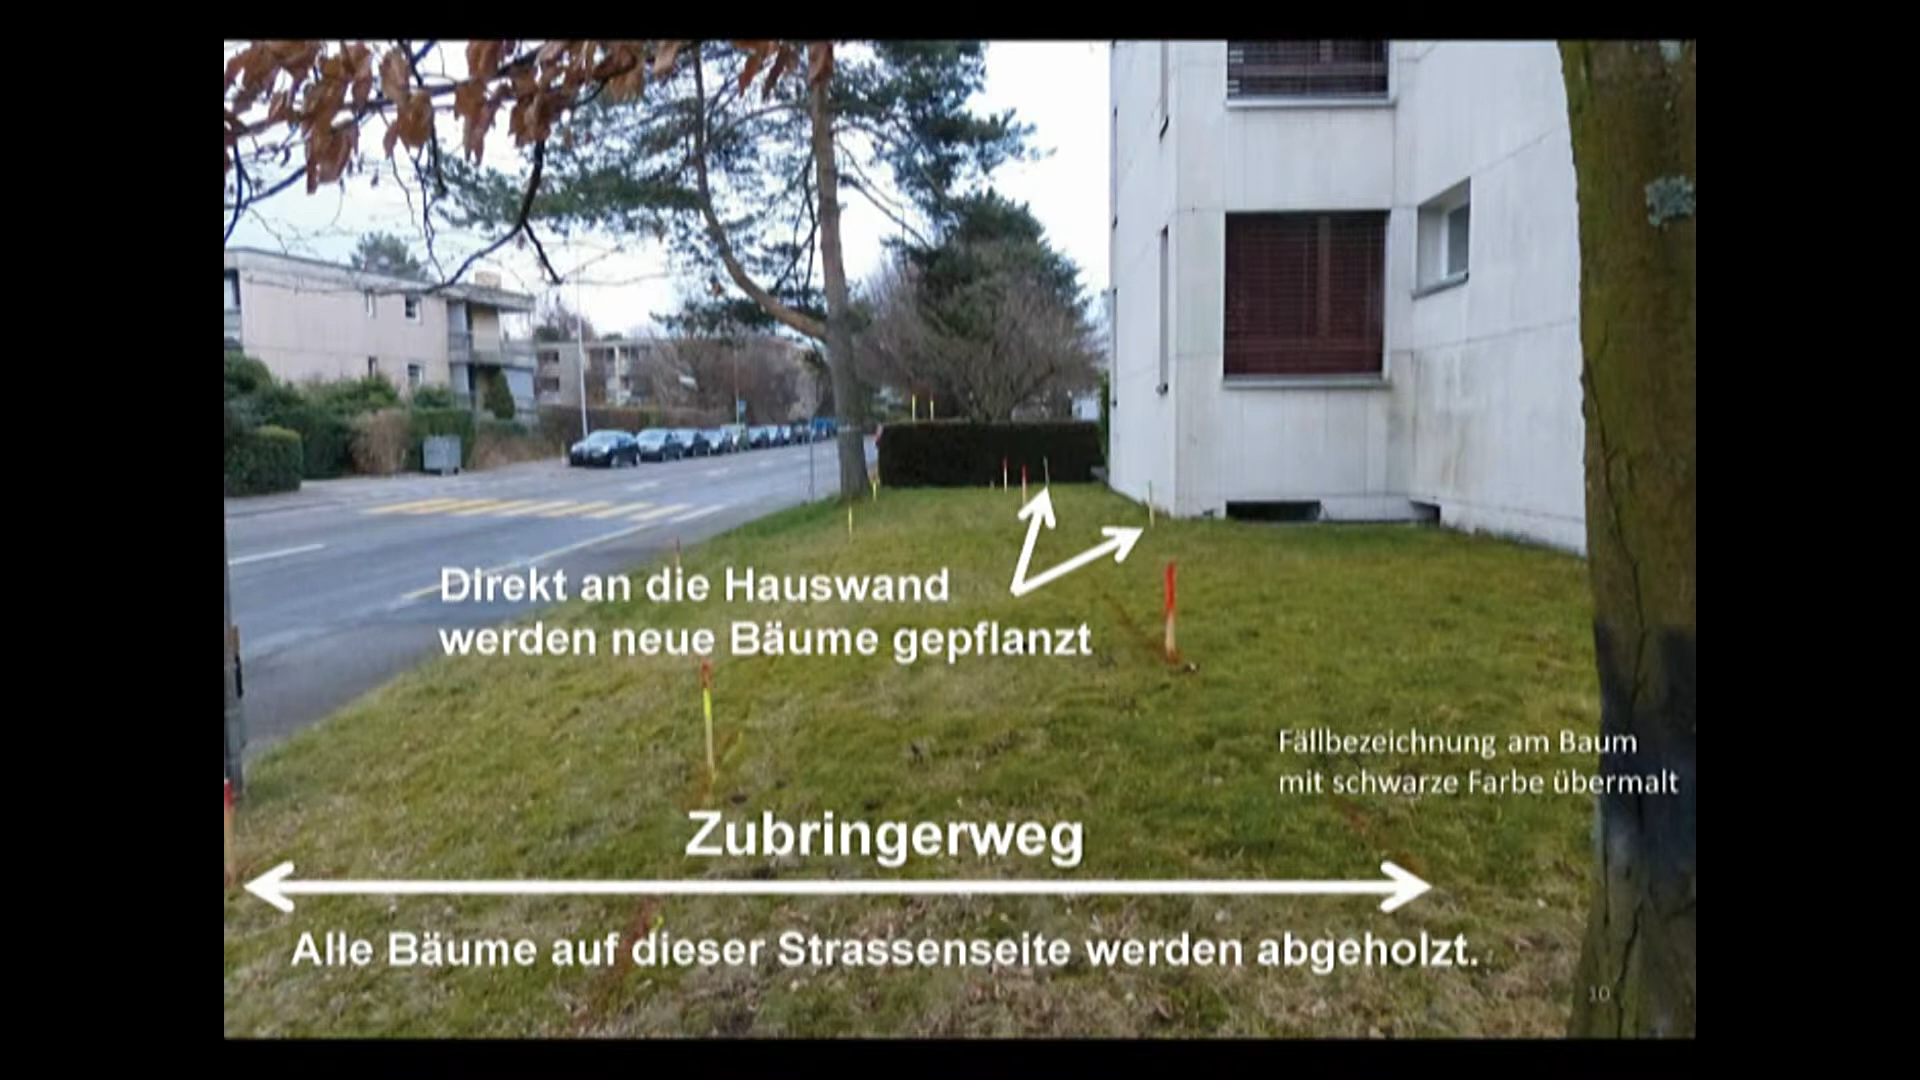 Direkt an die Hauswand
werden neue Bäume gepflanzt
Fällbezeichnung am Baum
mit schwarze Farbe übermalt
Zubringerweg
Alle Bäume auf dieser Strassenseite werden abgeholzt.
10